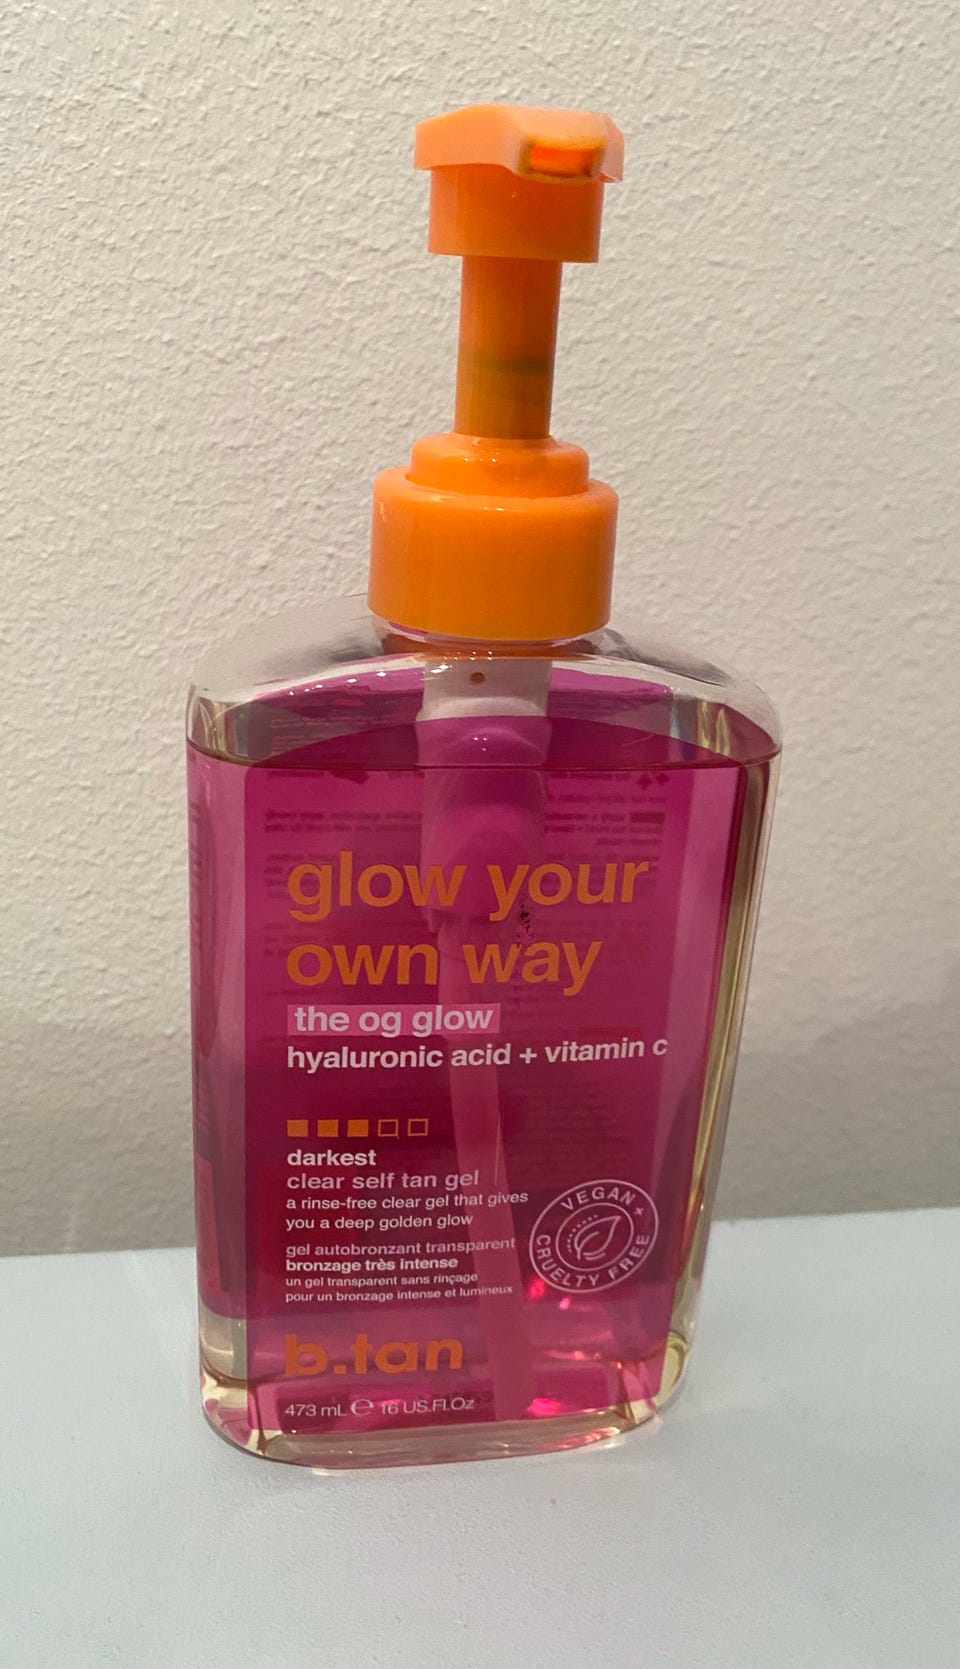 glow your
own way
the og glow
hyaluronic acid + vitamin c
darkest
clear self tan gel
a rinse-free clear gel that gives
you a deep golden glow
gel autobronzant transparent
bronzage très intense
un gel transparent sans rinçage
pour un bronzage intense et lumineux
VEGAN +
CRUELTY FREE
b.tan
473 mL ℮ 16 US.Fl.Oz